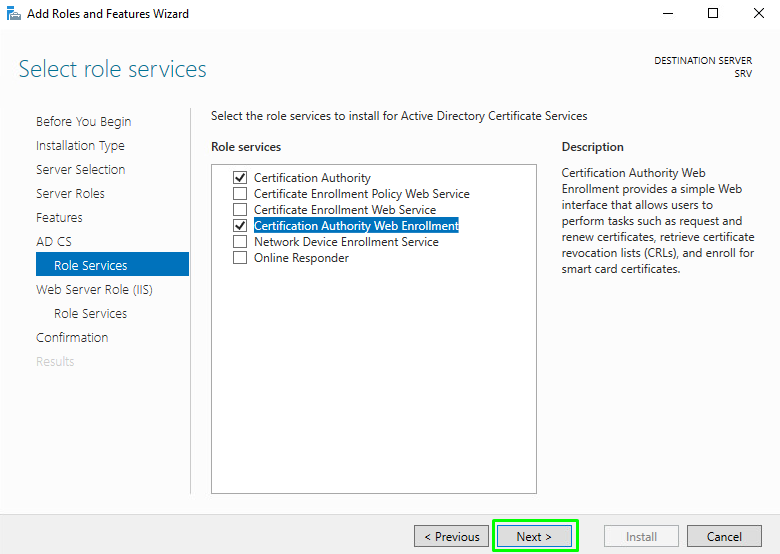 Add Roles and Features Wizard
Select role services
DESTINATION SERVER
SRV
Before You Begin
Installation Type
Server Selection
Server Roles
Features
AD CS
Role Services
Web Server Role (IIS)
Role Services
Confirmation
Results
Select the role services to install for Active Directory Certificate Services
Role services
Certification Authority
Certificate Enrollment Policy Web Service
Certificate Enrollment Web Service
Certification Authority Web Enrollment
Network Device Enrollment Service
Online Responder
Description
Certification Authority Web
Enrollment provides a simple Web
interface that allows users to
perform tasks such as request and
renew certificates, retrieve certificate
revocation lists (CRLs), and enroll for
smart card certificates.
< Previous
Next >
Install
Cancel